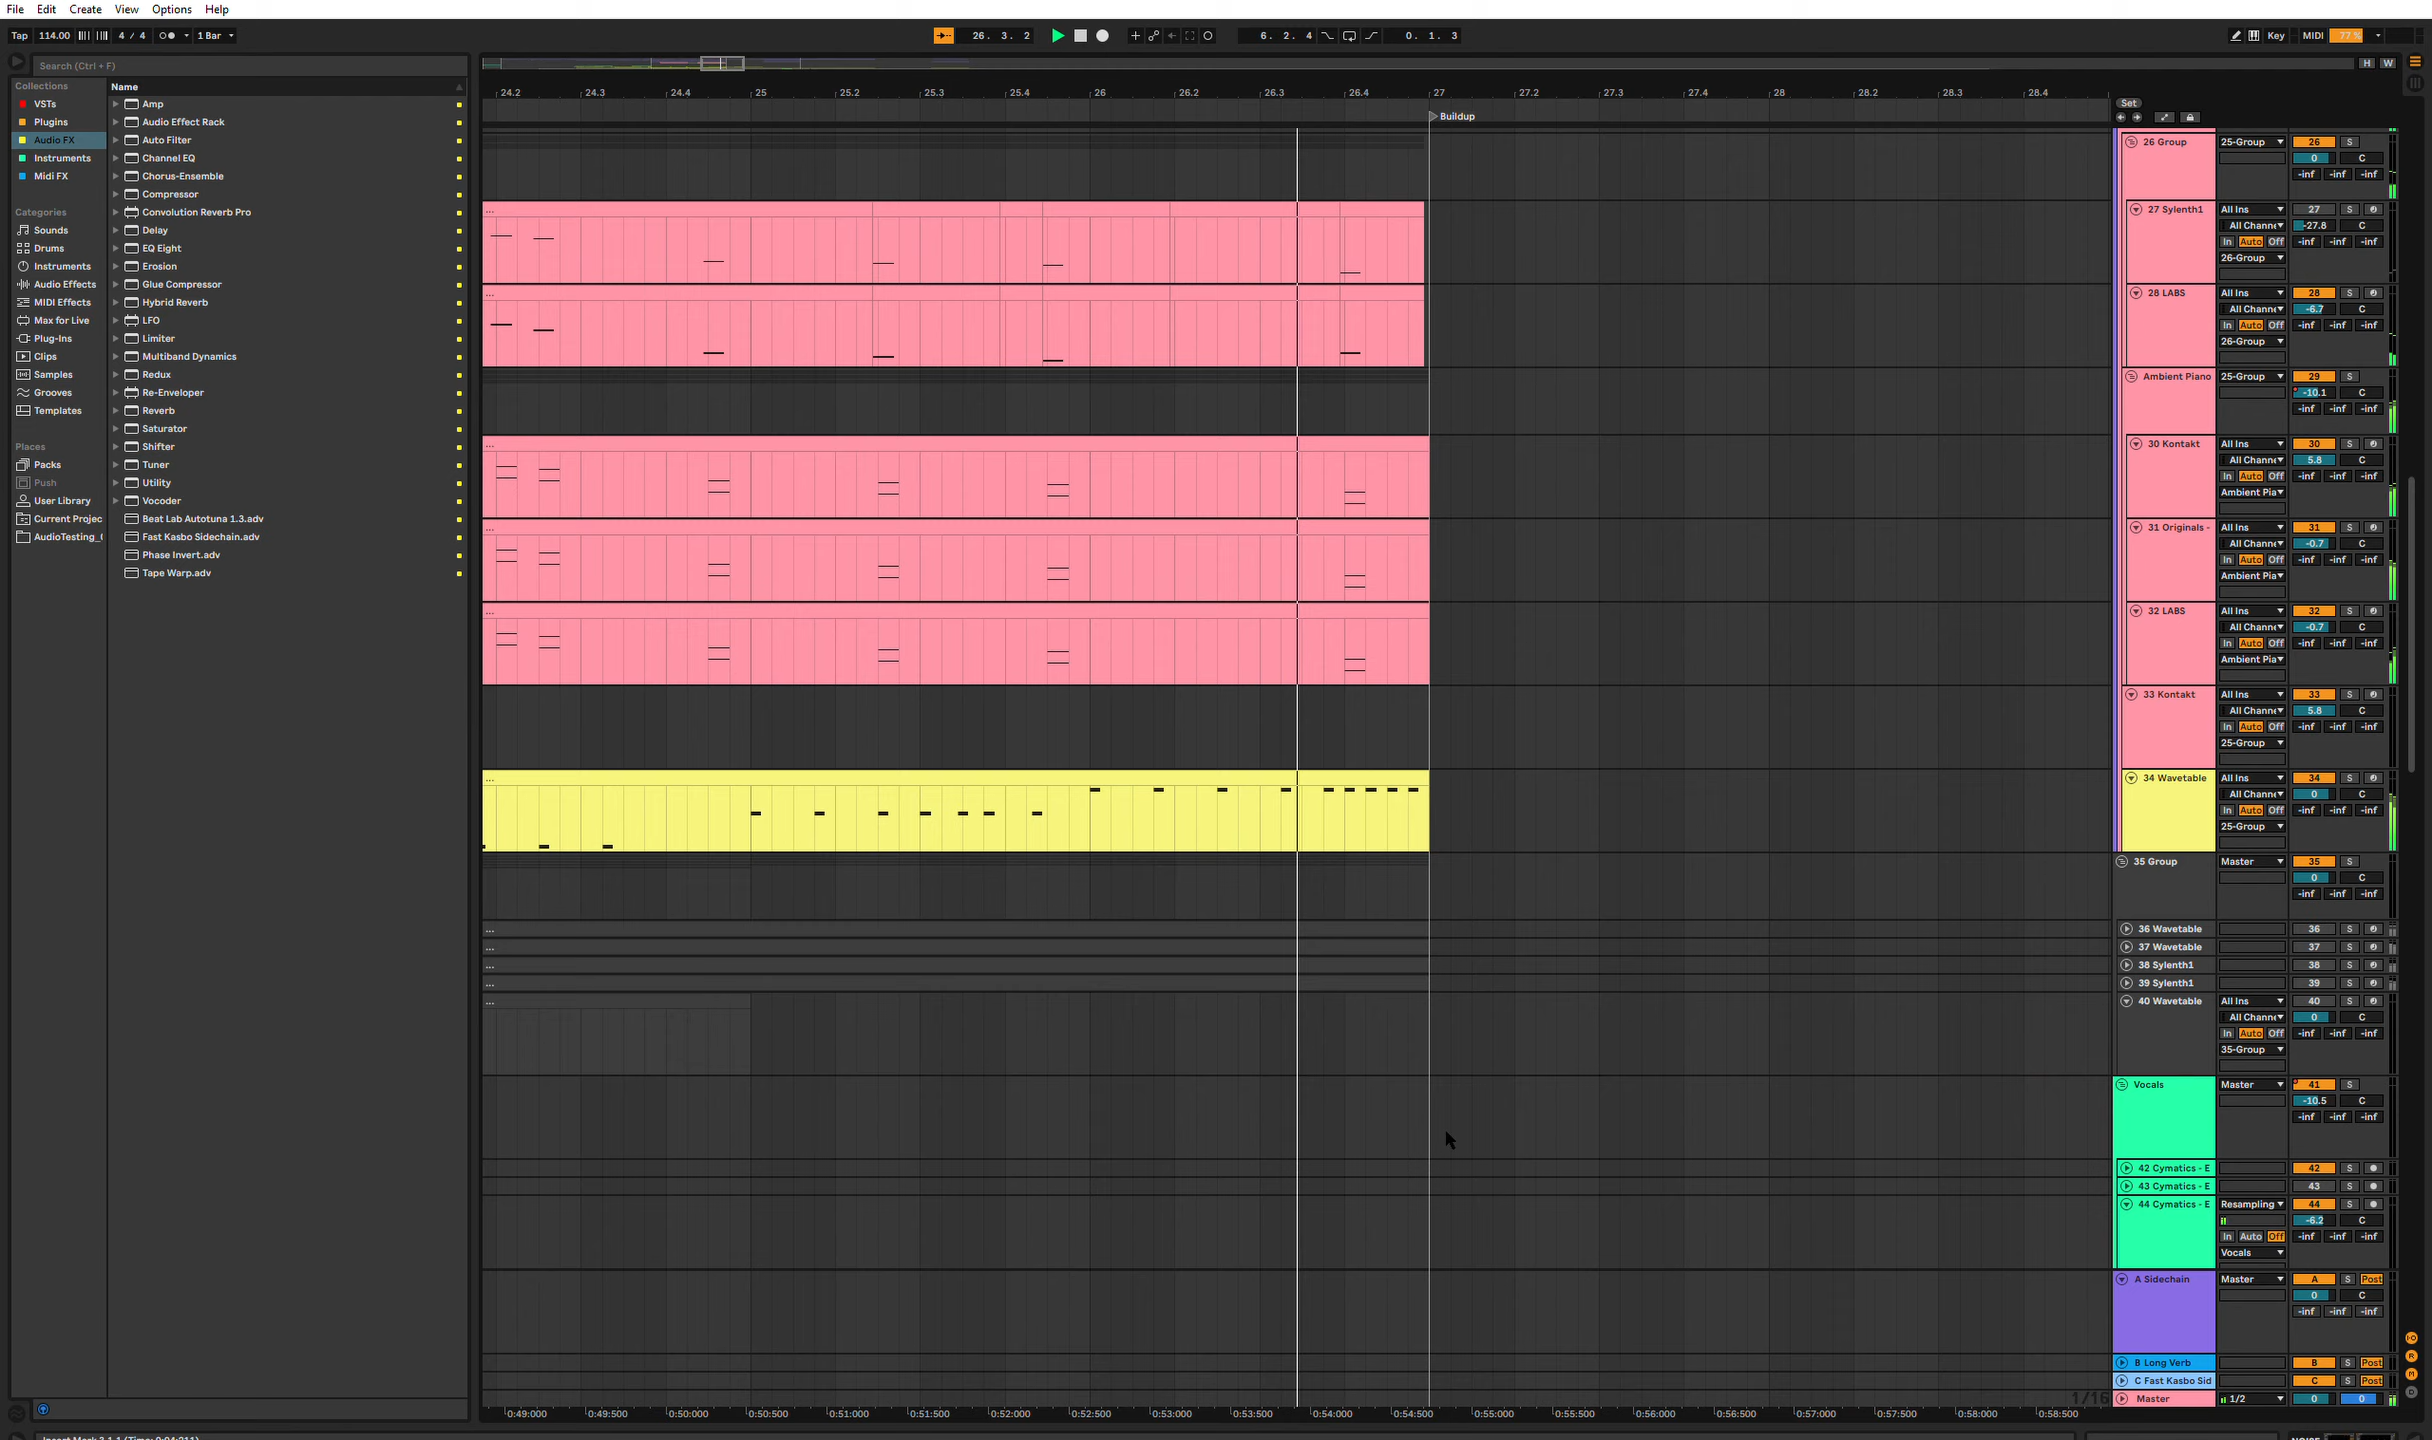 File Edit Create View Options Help
Tap 114.00 4 / 4 1 Bar 26. 3. 2 6. 2. 4 0. 1. 3 Key MIDI 77 %
Search (Ctrl + F)
H W
Collections
VSTs
Plugins
Audio FX
Instruments
Midi FX
Categories
Sounds
Drums
Instruments
Audio Effects
MIDI Effects
Max for Live
Plug-Ins
Clips
Samples
Grooves
Templates
Places
Packs
Push
User Library
Current Projec
AudioTesting_
Name
Amp
Audio Effect Rack
Auto Filter
Channel EQ
Chorus-Ensemble
Compressor
Convolution Reverb Pro
Delay
EQ Eight
Erosion
Glue Compressor
Hybrid Reverb
LFO
Limiter
Multiband Dynamics
Redux
Re-Enveloper
Reverb
Saturator
Shifter
Tuner
Utility
Vocoder
Beat Lab Autotuna 1.3.adv
Fast Kasbo Sidechain.adv
Phase Invert.adv
Tape Warp.adv
24.2 24.3 24.4 25 25.2 25.3 25.4 26 26.2 26.3 26.4 27 27.2 27.3 27.4 28 28.2 28.3 28.4
Set
Buildup
26 Group 25-Group 26 S
0 C
-inf -inf -inf
27 Sylenth1 All Ins 27 S
All Channe -27.8 C
In Auto Off -inf -inf -inf
26-Group
28 LABS All Ins 28 S
All Channe -6.7 C
In Auto Off -inf -inf -inf
26-Group
Ambient Piano 25-Group 29 S
-10.1 C
-inf -inf -inf
30 Kontakt All Ins 30 S
All Channe 5.8 C
In Auto Off -inf -inf -inf
Ambient Pia
31 Originals - All Ins 31 S
All Channe -0.7 C
In Auto Off -inf -inf -inf
Ambient Pia
32 LABS All Ins 32 S
All Channe -0.7 C
In Auto Off -inf -inf -inf
Ambient Pia
33 Kontakt All Ins 33 S
All Channe 5.8 C
In Auto Off -inf -inf -inf
25-Group
34 Wavetable All Ins 34 S
All Channe 0 C
In Auto Off -inf -inf -inf
25-Group
35 Group Master 35 S
0 C
-inf -inf -inf
36 Wavetable 36 S
37 Wavetable 37 S
38 Sylenth1 38 S
39 Sylenth1 39 S
40 Wavetable All Ins 40 S
All Channe 0 C
In Auto Off -inf -inf -inf
35-Group
Vocals Master 41 S
-10.5 C
-inf -inf -inf
42 Cymatics - E 42 S
43 Cymatics - E 43 S
44 Cymatics - E Resampling 44 S
-6.2 C
In Auto Off -inf -inf -inf
Vocals
A Sidechain Master A S Post
0 C
-inf -inf -inf
B Long Verb B S Post
C Fast Kasbo Sid C S Post
1/16 Master 1/2 0 0
0:49:000 0:49:500 0:50:000 0:50:500 0:51:000 0:51:500 0:52:000 0:52:500 0:53:000 0:53:500 0:54:000 0:54:500 0:55:000 0:55:500 0:56:000 0:56:500 0:57:000 0:57:500 0:58:000 0:58:500